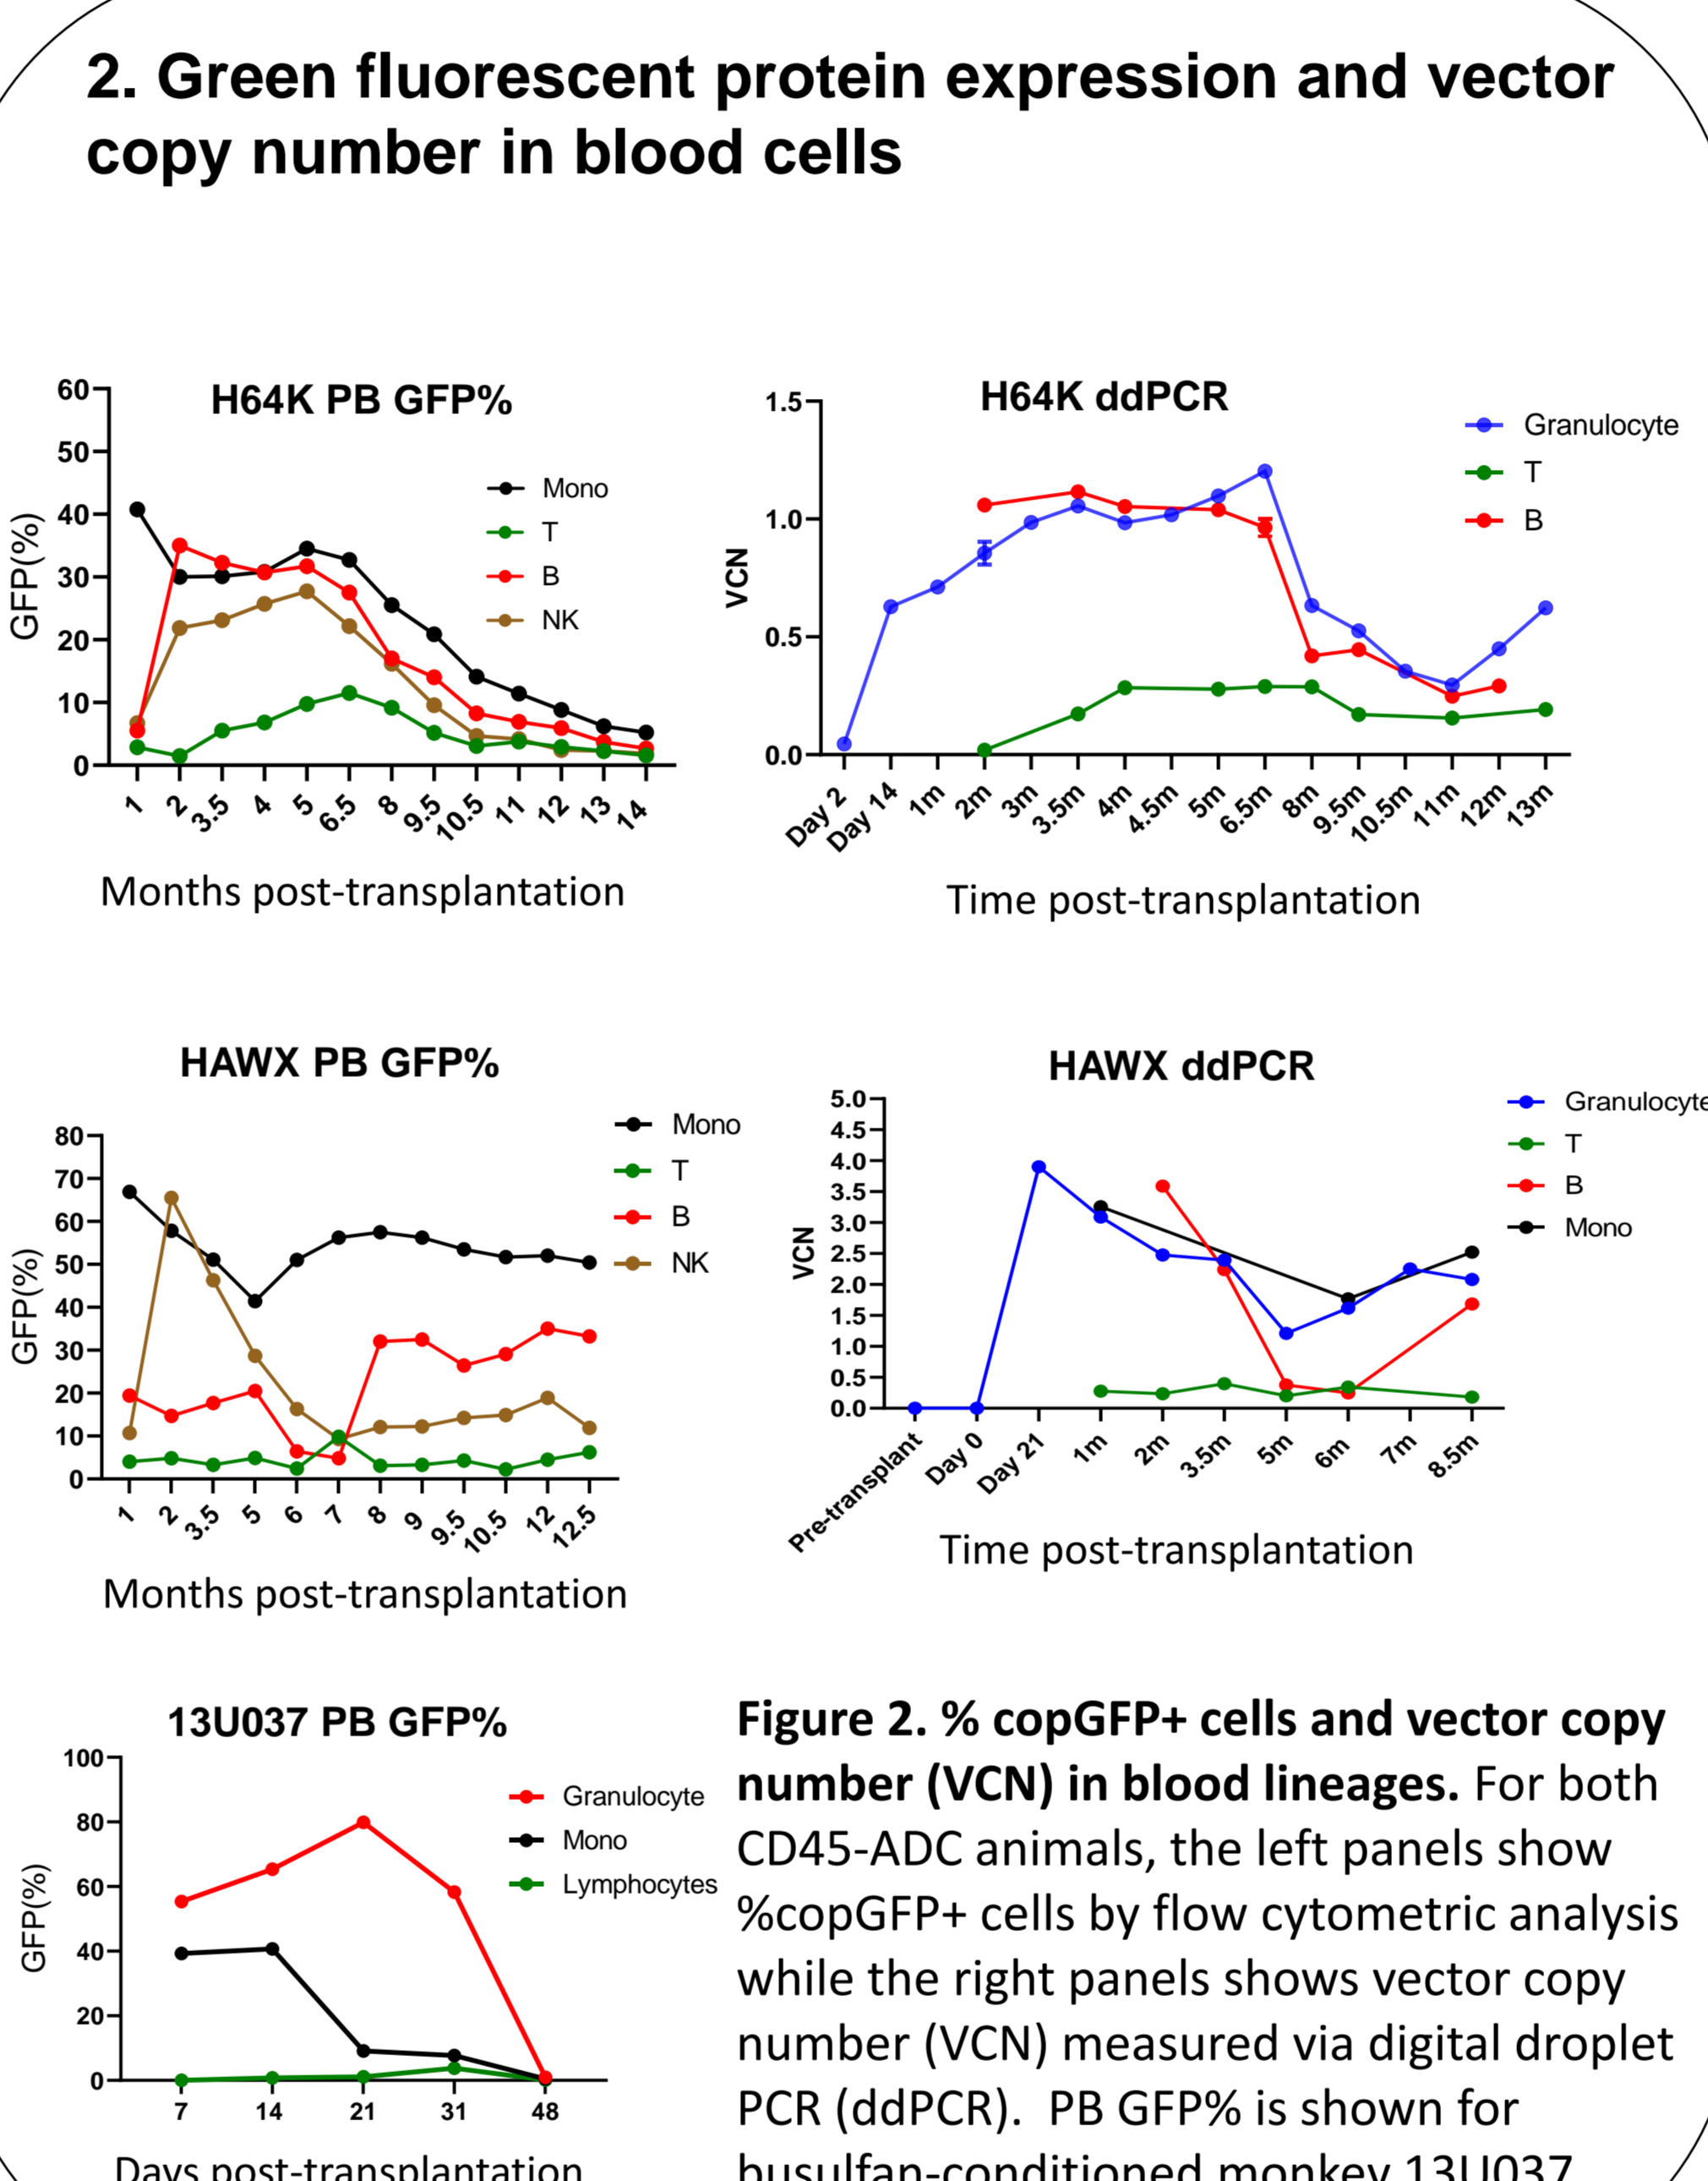 2. Green fluorescent protein expression and vector
copy number in blood cells
H64K PB GFP%
60
50
40
30
20
10
0
GFP(%)
Mono
T
B
NK
1 2 3.5 4 5 6.5 8 9.5 10.5 11 12 13 14
Months post-transplantation
H64K ddPCR
1.5
1.0
0.5
0.0
VCN
Granulocyte
T
B
Day 2 Day 14 1m 2m 3m 3.5m 4m 4.5m 5m 6.5m 8m 9.5m 10.5m 11m 12m 13m
Time post-transplantation
HAWX PB GFP%
80
70
60
50
40
30
20
10
0
GFP(%)
Mono
T
B
NK
1 2 3.5 5 6 7 8 9 9.5 10.5 12 12.5
Months post-transplantation
HAWX ddPCR
5.0
4.5
4.0
3.5
3.0
2.5
2.0
1.5
1.0
0.5
0.0
VCN
Granulocyte
T
B
Mono
Pre-transplant Day 0 Day 21 1m 2m 3.5m 5m 6m 7m 8.5m
Time post-transplantation
13U037 PB GFP%
100
80
60
40
20
0
GFP(%)
Granulocyte
Mono
Lymphocytes
7 14 21 31 48
Days post-transplantation
Figure 2. % copGFP+ cells and vector copy
number (VCN) in blood lineages. For both
CD45-ADC animals, the left panels show
%copGFP+ cells by flow cytometric analysis
while the right panels shows vector copy
number (VCN) measured via digital droplet
PCR (ddPCR). PB GFP% is shown for
busulfan-conditioned monkey 13U037